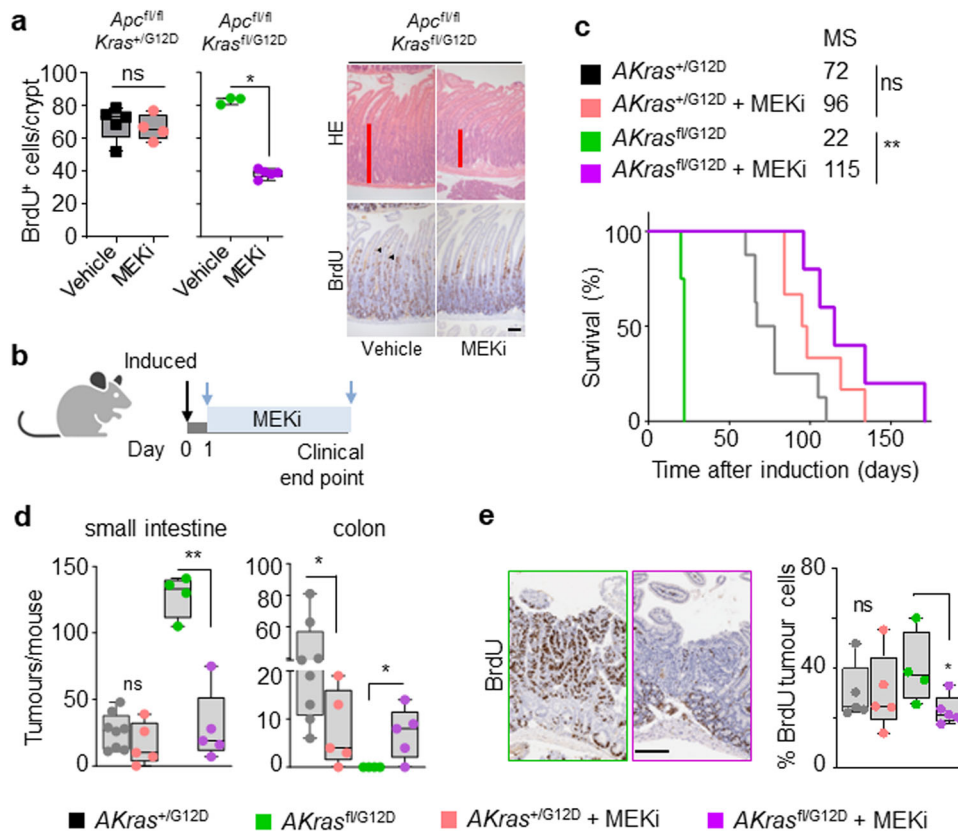 a
Apc^fl/fl
Kras^+/G12D
Apc^fl/fl
Kras^fl/G12D
BrdU⁺ cells/crypt
100
80
60
40
20
0
ns
*
Vehicle
MEKi
Vehicle
MEKi
Apc^fl/fl
Kras^fl/G12D
HE
BrdU
Vehicle
MEKi
b
Induced
MEKi
Day
0
1
Clinical
end point
c
MS
AKras^+/G12D
72
AKras^+/G12D + MEKi
96
ns
AKras^fl/G12D
22
AKras^fl/G12D + MEKi
115
**
Survival (%)
100
50
0
0
50
100
150
Time after induction (days)
d
small intestine
colon
Tumours/mouse
150
100
50
0
ns
**
100
80
60
20
10
0
*
*
e
BrdU
% BrdU tumour cells
80
40
0
ns
*
AKras^+/G12D
AKras^fl/G12D
AKras^+/G12D + MEKi
AKras^fl/G12D + MEKi